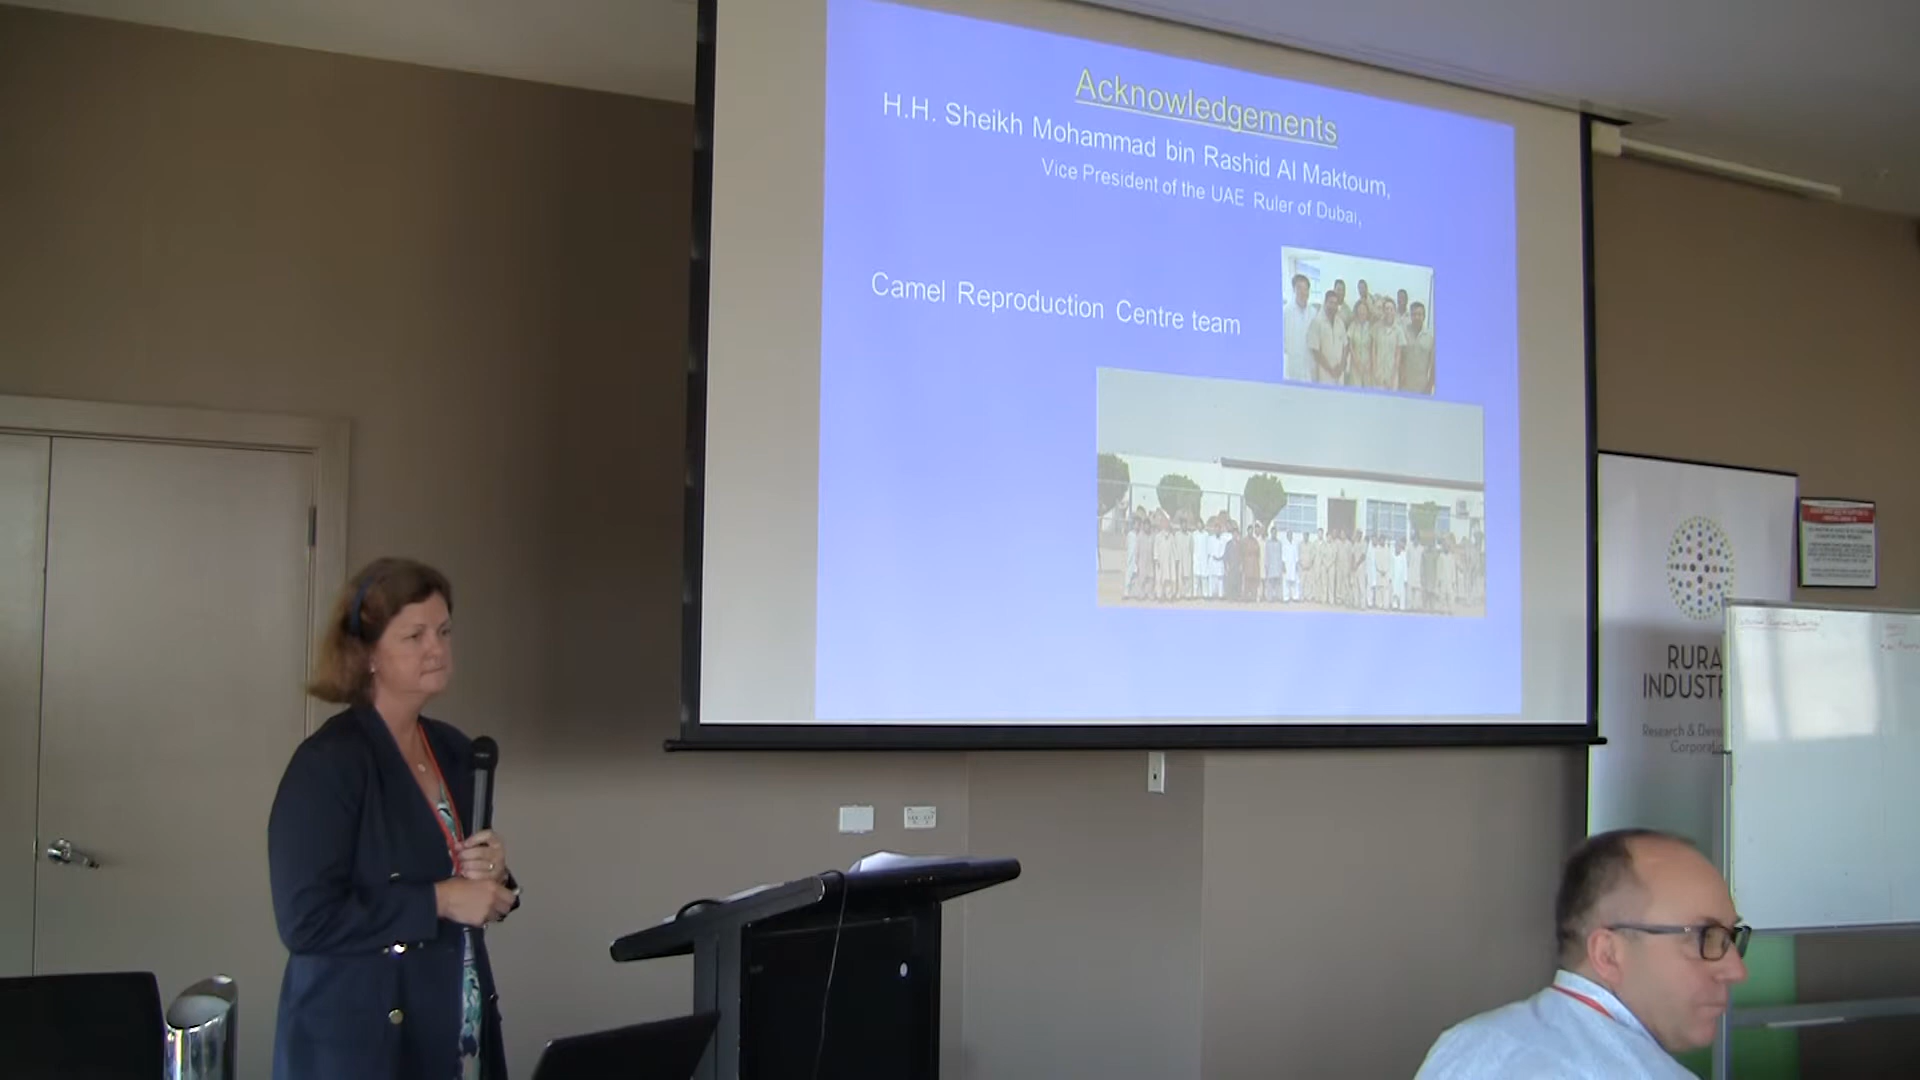 Acknowledgements
H.H. Sheikh Mohammad bin Rashid Al Maktoum,
Vice President of the UAE Ruler of Dubai,
Camel Reproduction Centre team
RURA
INDUSTR
Research & Deve
Corporatio